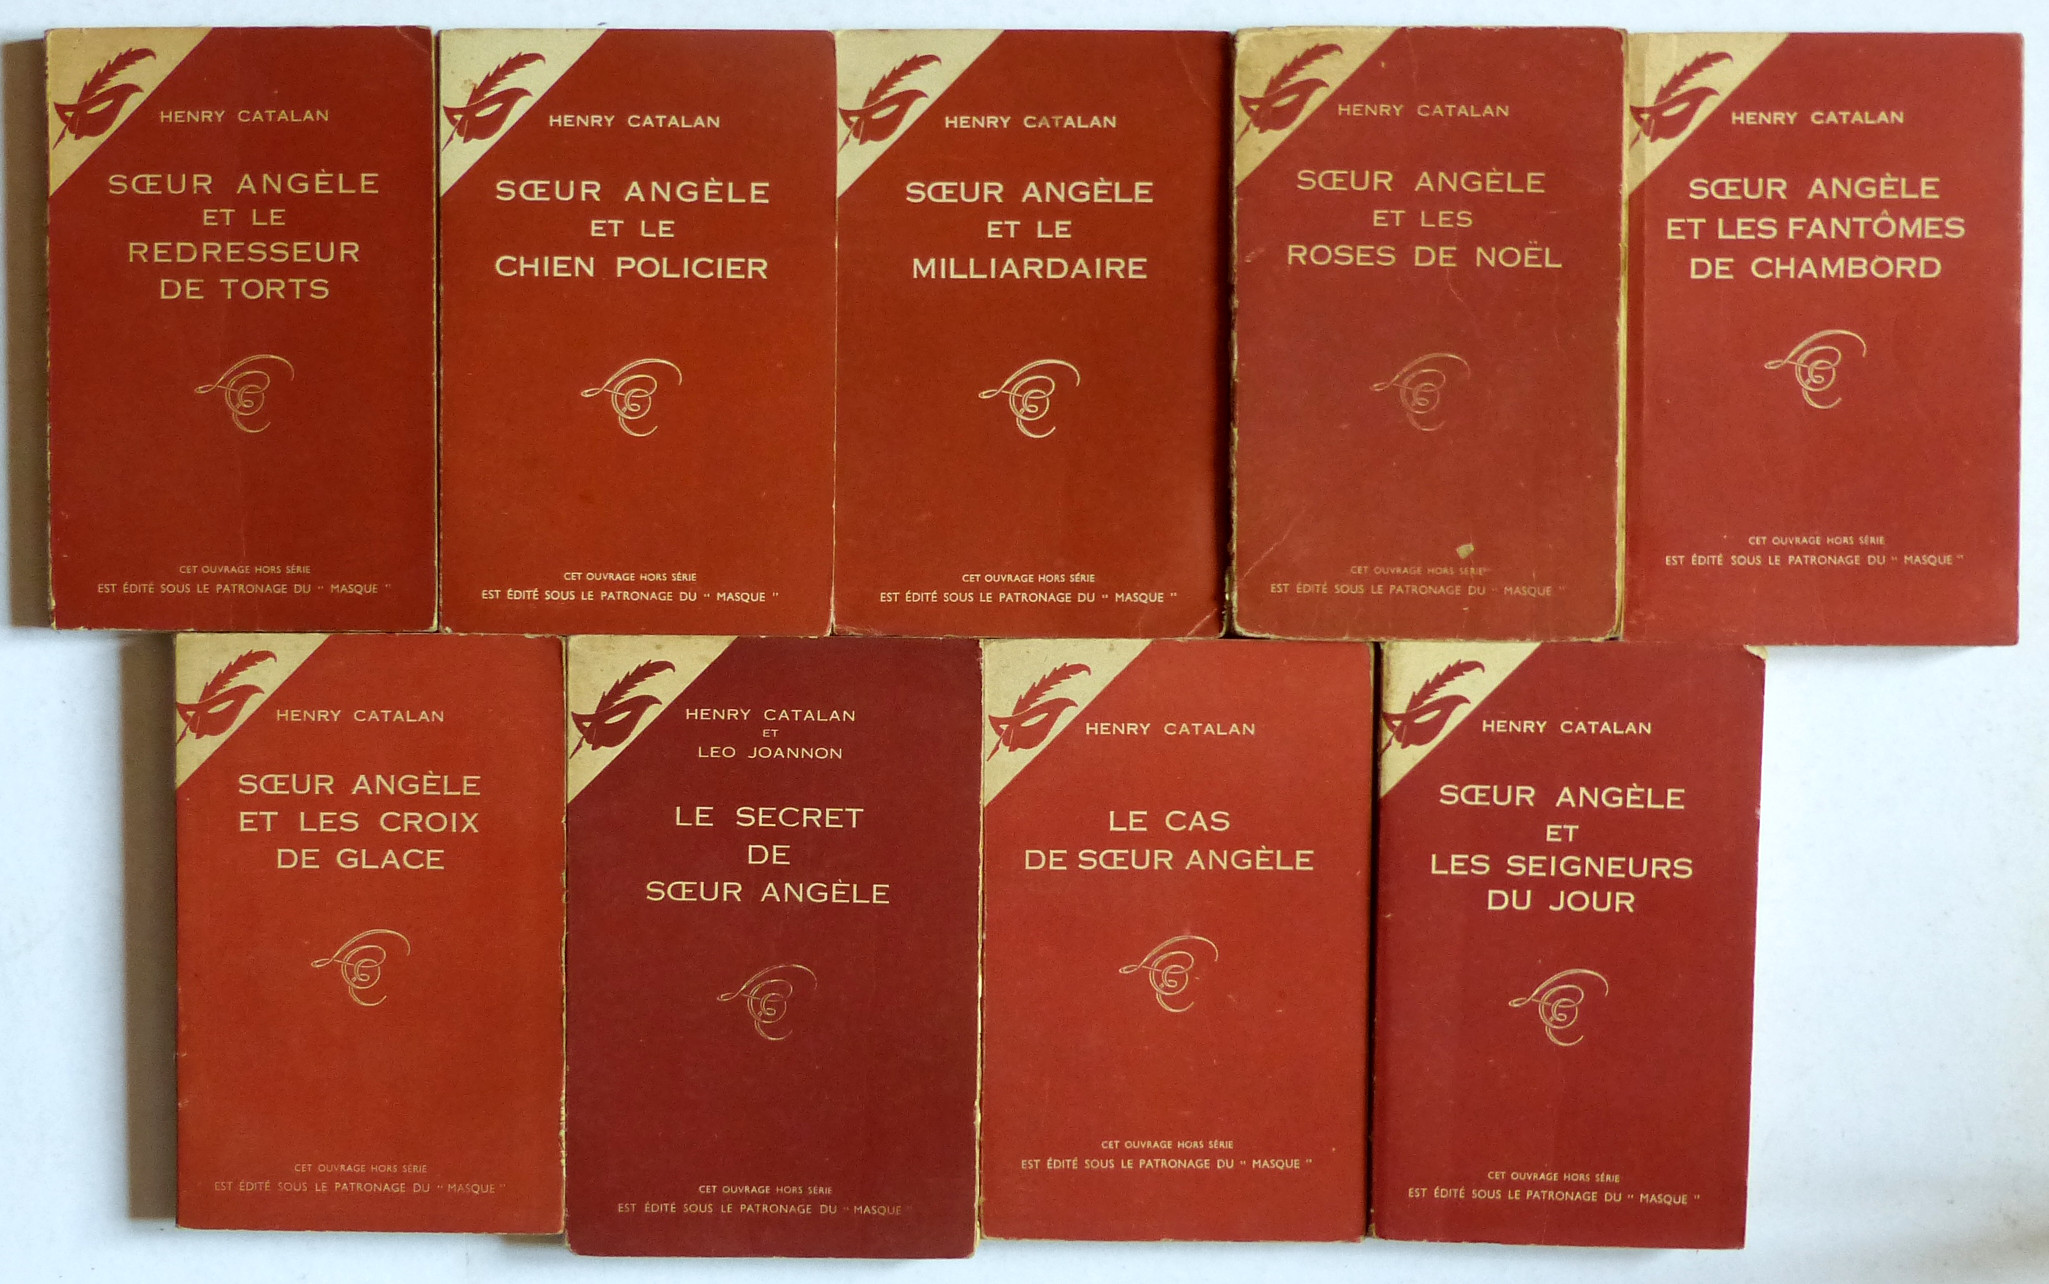 HENRY CATALAN
SŒUR ANGÈLE
ET LE
REDRESSEUR
DE TORTS
CET OUVRAGE HORS SÉRIE
EST ÉDITÉ SOUS LE PATRONAGE DU " MASQUE "
HENRY CATALAN
SŒUR ANGÈLE
ET LE
CHIEN POLICIER
CET OUVRAGE HORS SÉRIE
EST ÉDITÉ SOUS LE PATRONAGE DU " MASQUE "
HENRY CATALAN
SŒUR ANGÈLE
ET LE
MILLIARDAIRE
CET OUVRAGE HORS SÉRIE
EST ÉDITÉ SOUS LE PATRONAGE DU " MASQUE "
HENRY CATALAN
SŒUR ANGÈLE
ET LES
ROSES DE NOËL
CET OUVRAGE HORS SÉRIE
EST ÉDITÉ SOUS LE PATRONAGE DU " MASQUE "
HENRY CATALAN
SŒUR ANGÈLE
ET LES FANTÔMES
DE CHAMBORD
CET OUVRAGE HORS SÉRIE
EST ÉDITÉ SOUS LE PATRONAGE DU " MASQUE "
HENRY CATALAN
SŒUR ANGÈLE
ET LES CROIX
DE GLACE
CET OUVRAGE HORS SÉRIE
EST ÉDITÉ SOUS LE PATRONAGE DU " MASQUE "
HENRY CATALAN
ET
LEO JOANNON
LE SECRET
DE
SŒUR ANGÈLE
CET OUVRAGE HORS SÉRIE
EST ÉDITÉ SOUS LE PATRONAGE DU " MASQUE "
HENRY CATALAN
LE CAS
DE SŒUR ANGÈLE
CET OUVRAGE HORS SÉRIE
EST ÉDITÉ SOUS LE PATRONAGE DU " MASQUE "
HENRY CATALAN
SŒUR ANGÈLE
ET
LES SEIGNEURS
DU JOUR
CET OUVRAGE HORS SÉRIE
EST ÉDITÉ SOUS LE PATRONAGE DU " MASQUE "